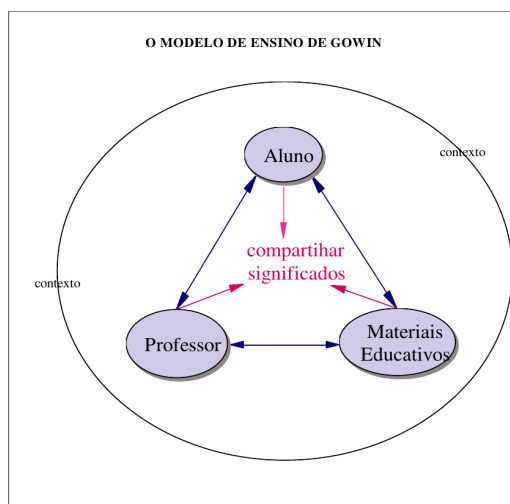 O MODELO DE ENSINO DE GOWIN
Aluno
contexto
compartihar
significados
contexto
Professor
Materiais
Educativos